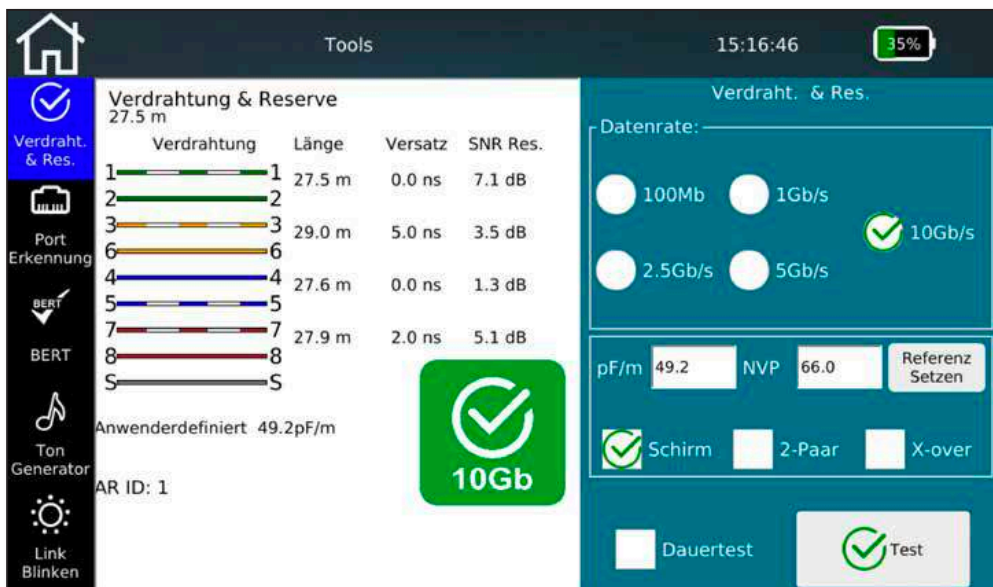 Tools
15:16:46
35%
Verdraht.
& Res.
Port
Erkennung
BERT
BERT
Ton
Generator
Link
Blinken
Verdrahtung & Reserve
27.5 m
Verdrahtung Länge Versatz SNR Res.
1 1
27.5 m 0.0 ns 7.1 dB
2 2
3 3
29.0 m 5.0 ns 3.5 dB
6 6
4 4
27.6 m 0.0 ns 1.3 dB
5 5
7 7
27.9 m 2.0 ns 5.1 dB
8 8
S S
Anwenderdefiniert 49.2pF/m
10Gb
AR ID: 1
Verdraht. & Res.
Datenrate:
100Mb 1Gb/s
10Gb/s
2.5Gb/s 5Gb/s
pF/m 49.2 NVP 66.0 Referenz
Setzen
Schirm 2-Paar X-over
Dauertest Test